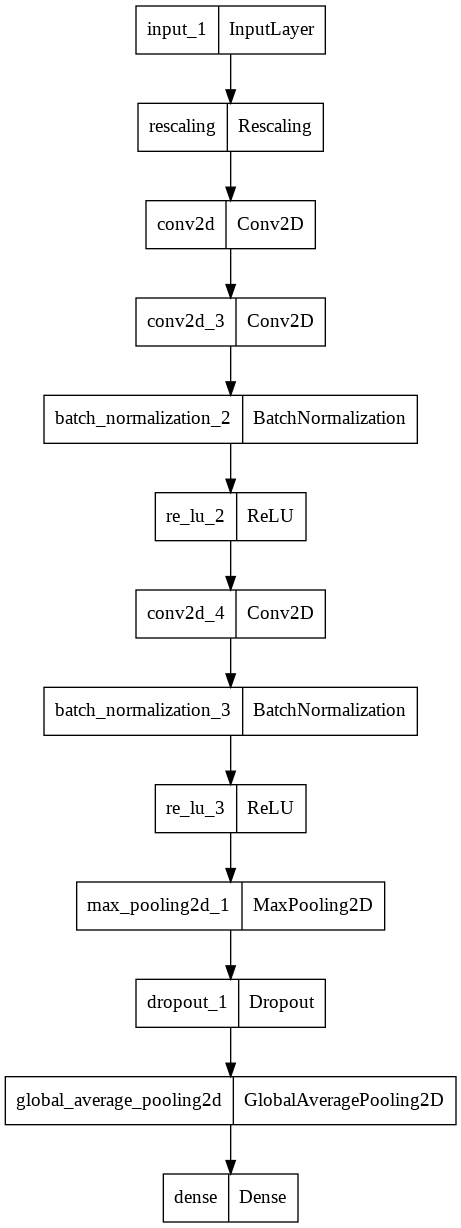 input_1 InputLayer
rescaling Rescaling
conv2d Conv2D
conv2d_3 Conv2D
batch_normalization_2 BatchNormalization
re_lu_2 ReLU
conv2d_4 Conv2D
batch_normalization_3 BatchNormalization
re_lu_3 ReLU
max_pooling2d_1 MaxPooling2D
dropout_1 Dropout
global_average_pooling2d GlobalAveragePooling2D
dense Dense